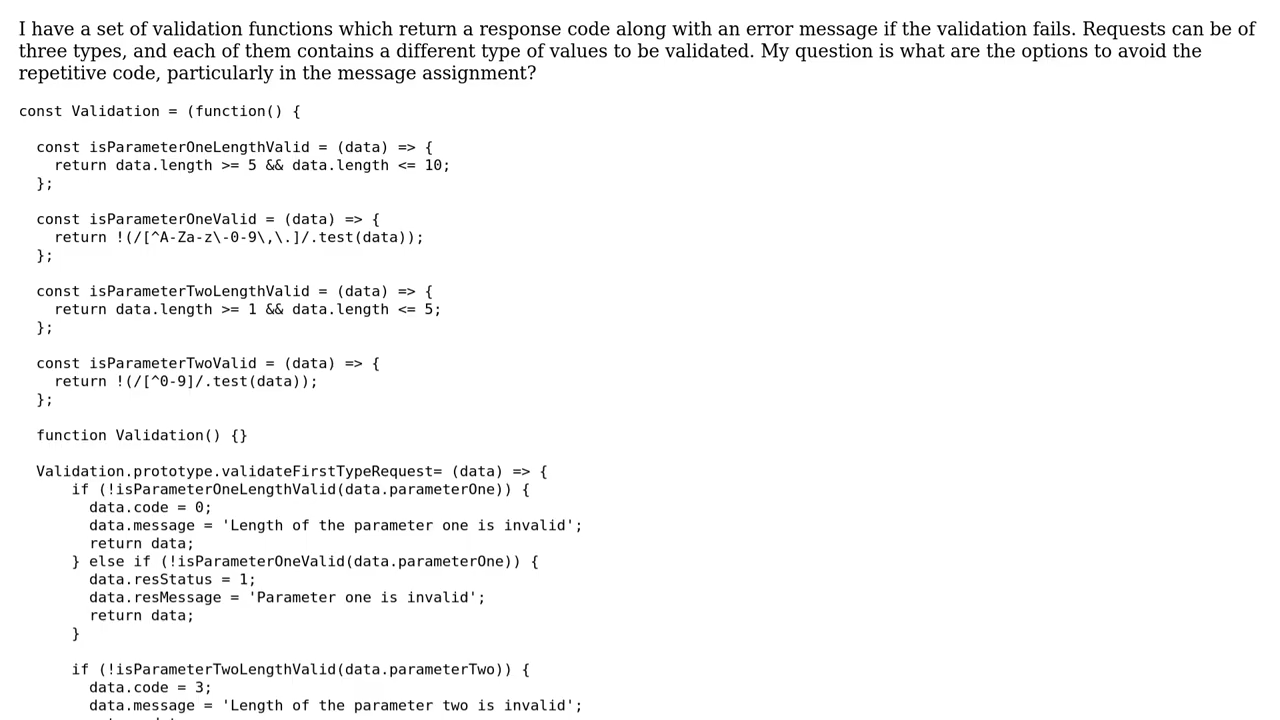 I have a set of validation functions which return a response code along with an error message if the validation fails. Requests can be of
three types, and each of them contains a different type of values to be validated. My question is what are the options to avoid the
repetitive code, particularly in the message assignment?
const Validation = (function() {
  const isParameterOneLengthValid = (data) => {
    return data.length >= 5 && data.length <= 10;
  };
  const isParameterOneValid = (data) => {
    return !(/[^A-Za-z\-0-9\,\.]/.test(data));
  };
  const isParameterTwoLengthValid = (data) => {
    return data.length >= 1 && data.length <= 5;
  };
  const isParameterTwoValid = (data) => {
    return !(/[^0-9]/.test(data));
  };
  function Validation() {}
  Validation.prototype.validateFirstTypeRequest= (data) => {
      if (!isParameterOneLengthValid(data.parameterOne)) {
        data.code = 0;
        data.message = 'Length of the parameter one is invalid';
        return data;
      } else if (!isParameterOneValid(data.parameterOne)) {
        data.resStatus = 1;
        data.resMessage = 'Parameter one is invalid';
        return data;
      }
      if (!isParameterTwoLengthValid(data.parameterTwo)) {
        data.code = 3;
        data.message = 'Length of the parameter two is invalid';